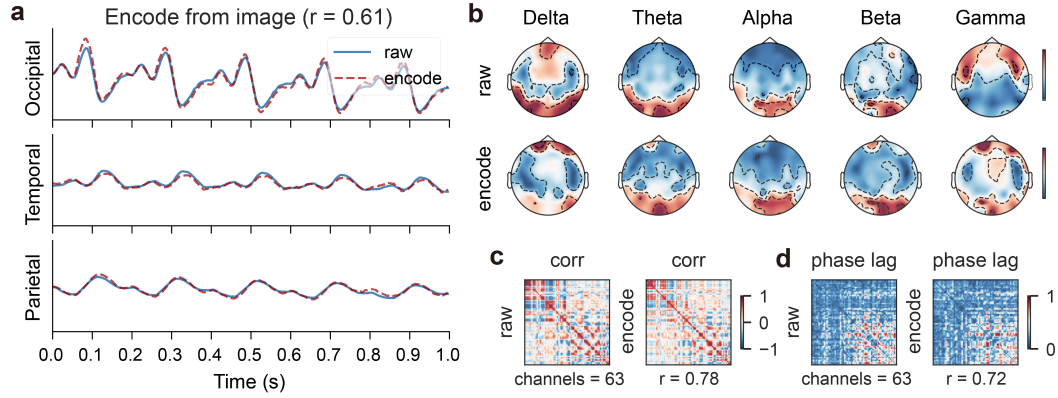 a
Encode from image (r = 0.61)
raw
encode
Occipital
Temporal
Parietal
0.0 0.1 0.2 0.3 0.4 0.5 0.6 0.7 0.8 0.9 1.0
Time (s)
b
Delta Theta Alpha Beta Gamma
raw
encode
c
corr corr
raw
encode
1
0
−1
channels = 63 r = 0.78
d
phase lag phase lag
raw
encode
1
0
channels = 63 r = 0.72